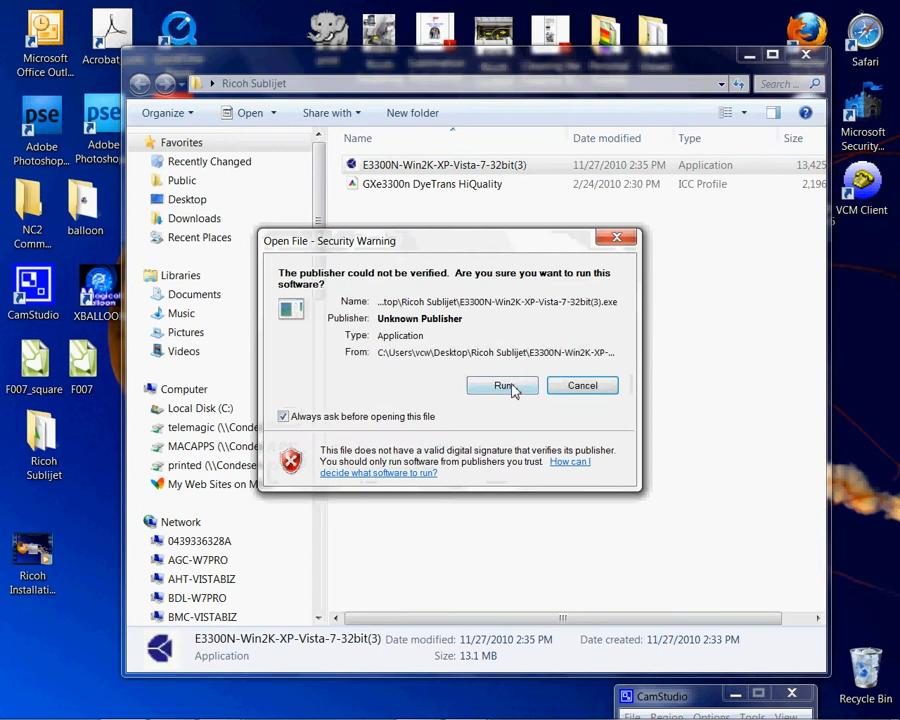 Microsoft
Office Outl...
Acrobat
Safari
Ricoh Sublijet
Search ...
Organize
Open
Share with
New folder
Name
Date modified
Type
Size
Favorites
Recently Changed
Public
Desktop
Downloads
Recent Places
E3300N-Win2K-XP-Vista-7-32bit(3)
11/27/2010 2:35 PM
Application
13,425
GXe3300n DyeTrans HiQuality
2/24/2010 2:30 PM
ICC Profile
2,196
Adobe
Photoshop...
Adobe
Photoshop
Microsoft
Security...
NC2
Comm...
balloon
VCM Client
Open File - Security Warning
The publisher could not be verified. Are you sure you want to run this
software?
Name:
...top\Ricoh Sublijet\E3300N-Win2K-XP-Vista-7-32bit(3).exe
Publisher:
Unknown Publisher
Type:
Application
From:
C:\Users\vcw\Desktop\Ricoh Sublijet\E3300N-Win2K-XP-...
Run
Cancel
Always ask before opening this file
This file does not have a valid digital signature that verifies its publisher.
You should only run software from publishers you trust. How can I
decide what software to run?
Libraries
Documents
Music
Pictures
Videos
CamStudio
XBALLOO
Magical
Balloon
F007_square
F007
Computer
Local Disk (C:)
telemagic (\\Conde
MACAPPS (\\Conde
printed (\\Condese
My Web Sites on M
Ricoh
Sublijet
Network
0439336328A
AGC-W7PRO
AHT-VISTABIZ
BDL-W7PRO
BMC-VISTABIZ
Ricoh
Installati...
E3300N-Win2K-XP-Vista-7-32bit(3)
Date modified: 11/27/2010 2:35 PM
Date created: 11/27/2010 2:33 PM
Application
Size: 13.1 MB
CamStudio
File Region Options Tools View
Recycle Bin